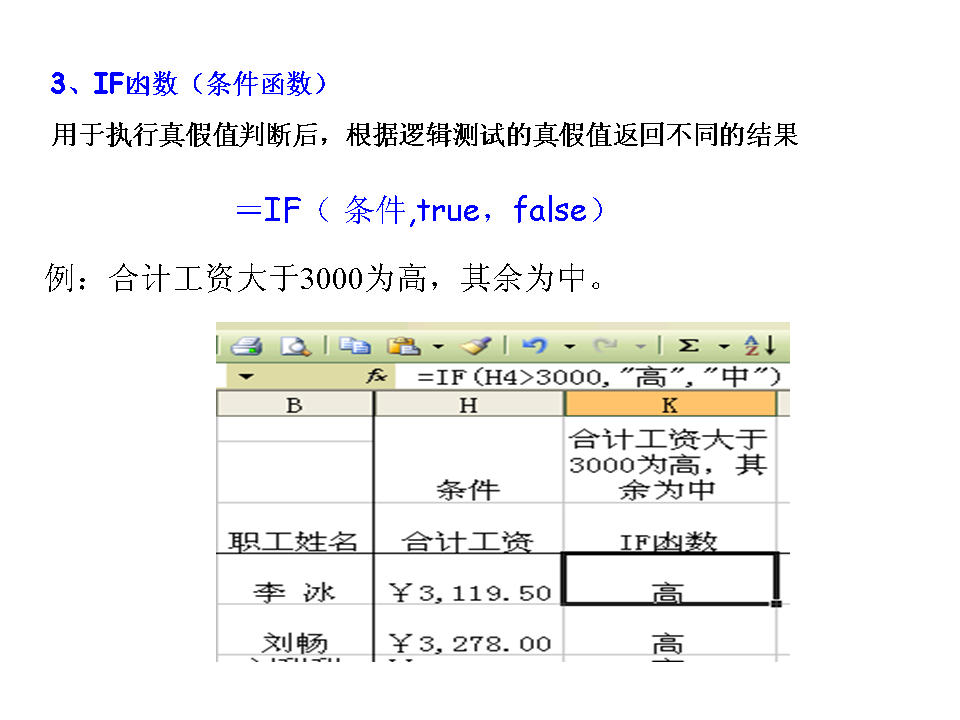 3、IF函数（条件函数）
用于执行真假值判断后，根据逻辑测试的真假值返回不同的结果
＝IF（ 条件,true，false）
例：合计工资大于3000为高，其余为中。
=IF(H4>3000,"高","中")
B H K
合计工资大于
3000为高，其
条件 余为中
职工姓名 合计工资 IF函数
李 冰 ￥3,119.50 高
刘畅 ￥3,278.00 高